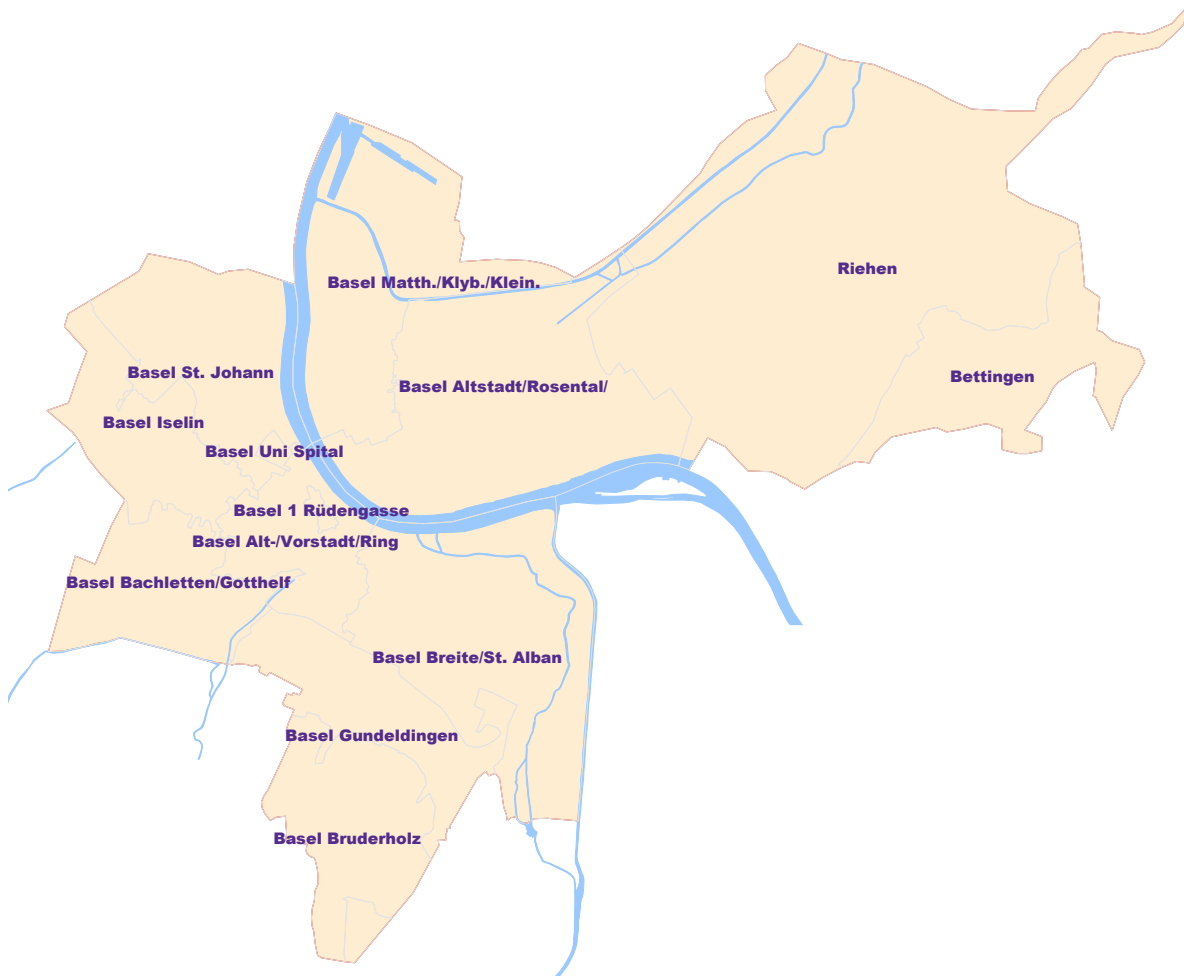 Riehen
Basel Matth./Klyb./Klein.
Basel St. Johann
Bettingen
Basel Altstadt/Rosental/
Basel Iselin
Basel Uni Spital
Basel 1 Rüdengasse
Basel Alt-/Vorstadt/Ring
Basel Bachletten/Gotthelf
Basel Breite/St. Alban
Basel Gundeldingen
Basel Bruderholz